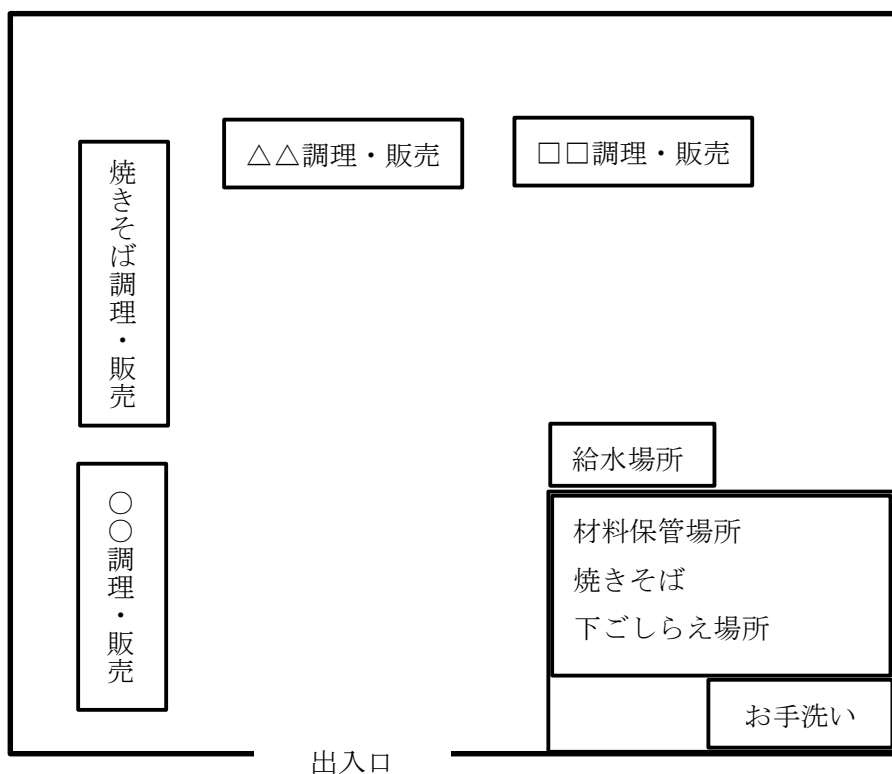 △△調理・販売
□□調理・販売
焼きそば調理・販売
○○調理・販売
給水場所
材料保管場所
焼きそば
下ごしらえ場所
お手洗い
出入口